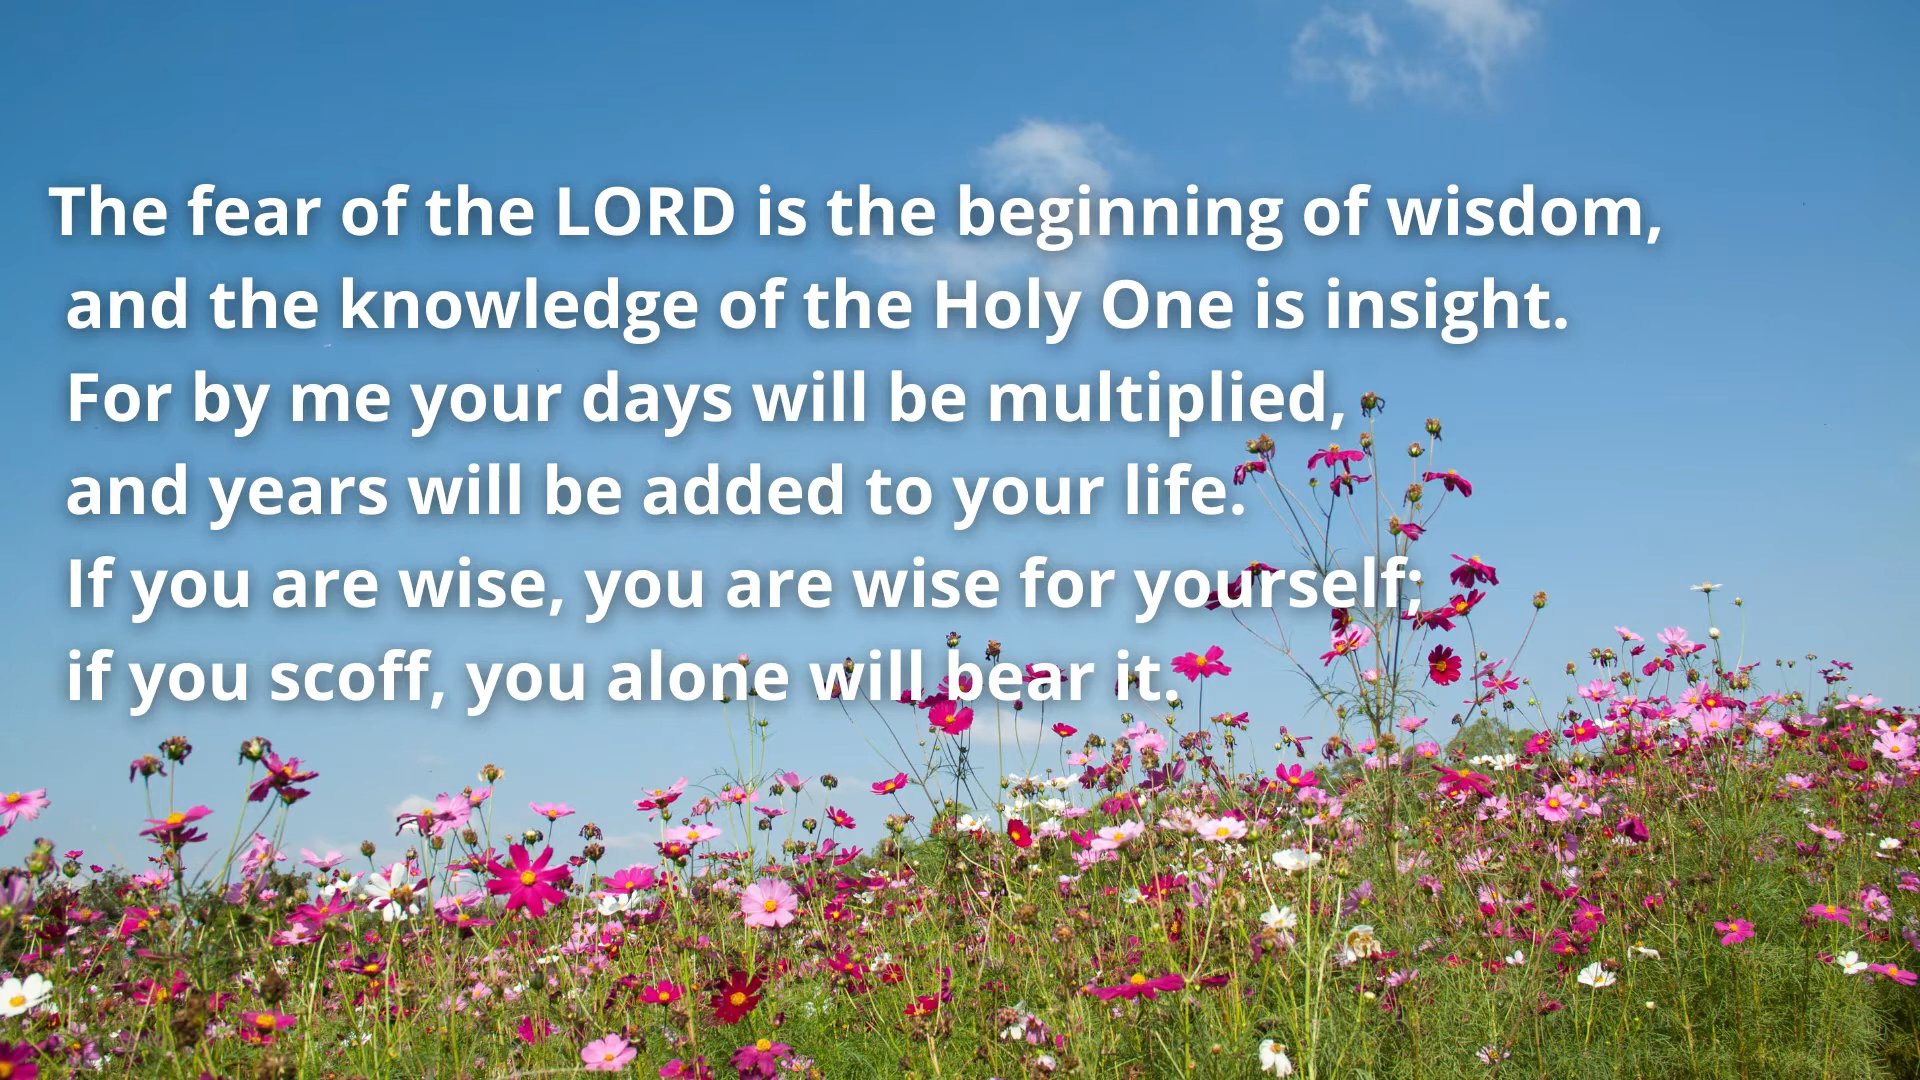 The fear of the LORD is the beginning of wisdom,
and the knowledge of the Holy One is insight.
For by me your days will be multiplied,
and years will be added to your life.
If you are wise, you are wise for yourself;
if you scoff, you alone will bear it.